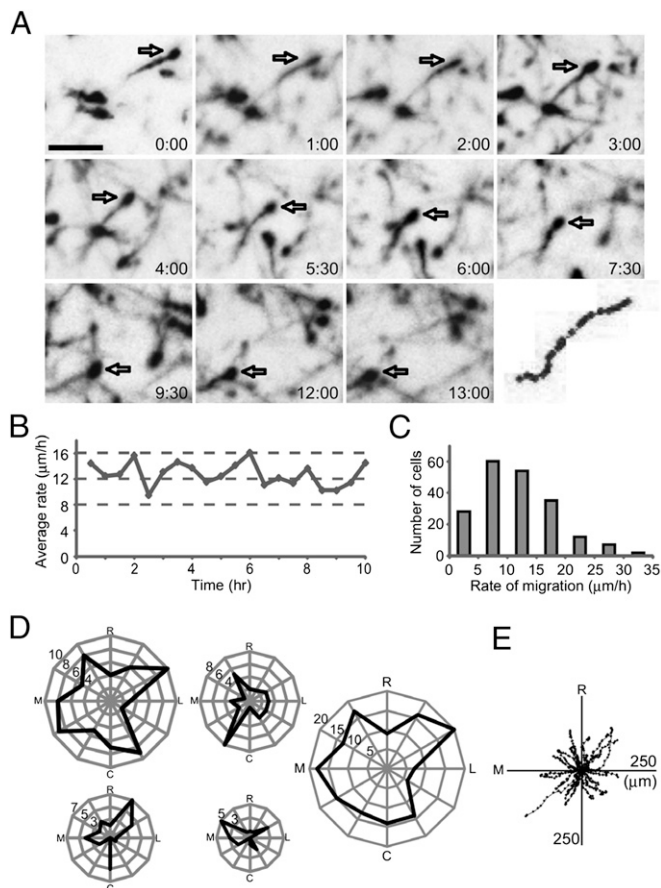 A
0:00
1:00
2:00
3:00
4:00
5:30
6:00
7:30
9:30
12:00
13:00
B
Average rate (μm/h)
16
12
8
0
0 2 4 6 8 10
Time (hr)
C
Number of cells
60
40
20
0
0 5 10 15 20 25 30 35
Rate of migration (μm/h)
D
R
10
8
6
4
M
L
C
R
8
6
4
M
L
C
R
20
15
10
5
M
L
C
R
7
5
3
M
L
C
R
5
3
M
L
C
E
R
M
250
(μm)
250